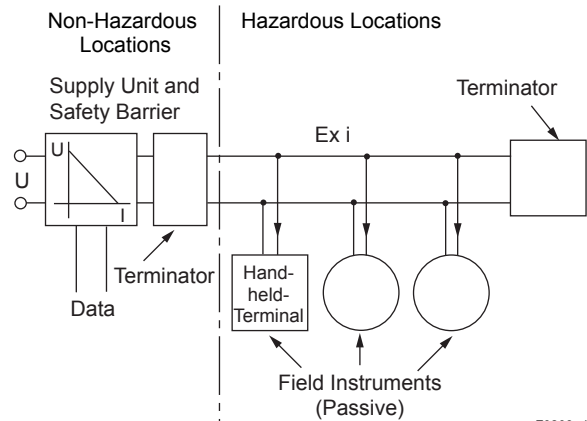 Non-Hazardous
Locations
Hazardous Locations
Supply Unit and
Safety Barrier
Terminator
Ex i
U
U
I
Terminator
Data
Hand-
held-
Terminal
Field Instruments
(Passive)